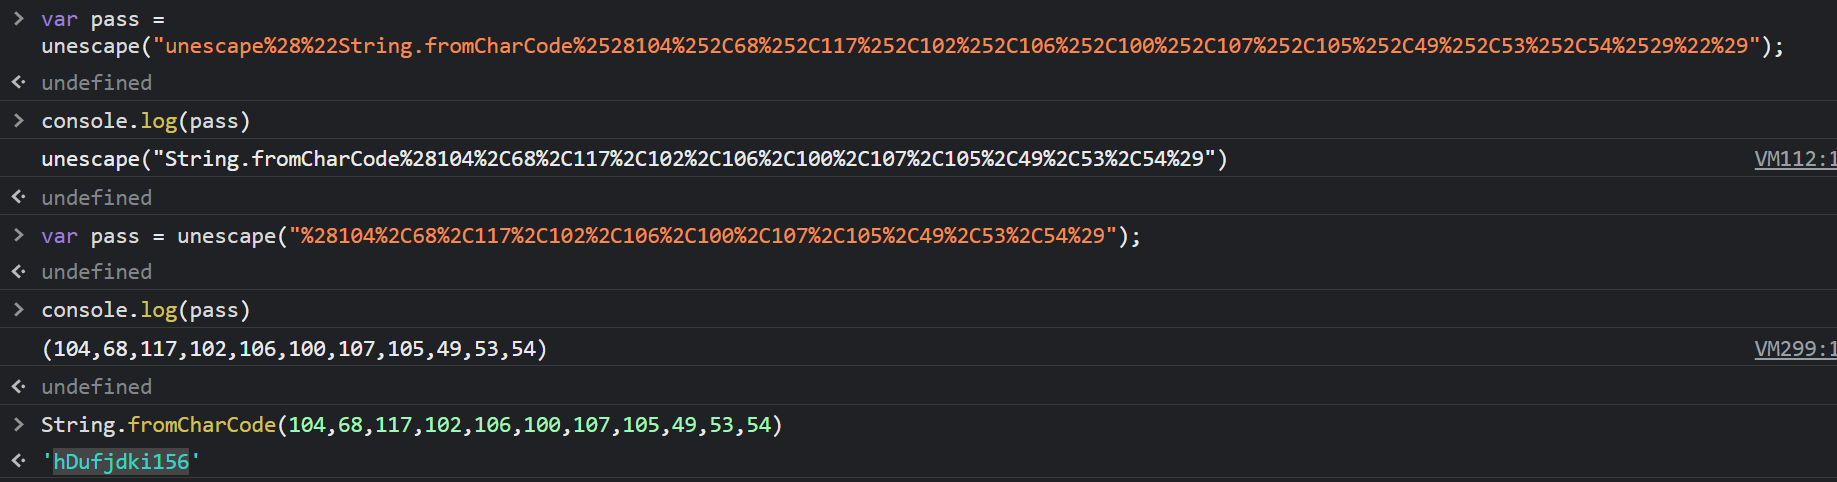 > var pass =
unescape("unescape%28%22String.fromCharCode%2528104%252C68%252C117%252C102%252C106%252C100%252C107%252C105%252C49%252C53%252C54%2529%22%29");
<· undefined
> console.log(pass)
unescape("String.fromCharCode%28104%2C68%2C117%2C102%2C106%2C100%2C107%2C105%2C49%2C53%2C54%29") VM112:1
<· undefined
> var pass = unescape("%28104%2C68%2C117%2C102%2C106%2C100%2C107%2C105%2C49%2C53%2C54%29");
<· undefined
> console.log(pass)
(104,68,117,102,106,100,107,105,49,53,54) VM299:1
<· undefined
> String.fromCharCode(104,68,117,102,106,100,107,105,49,53,54)
<· 'hDufjdki156'